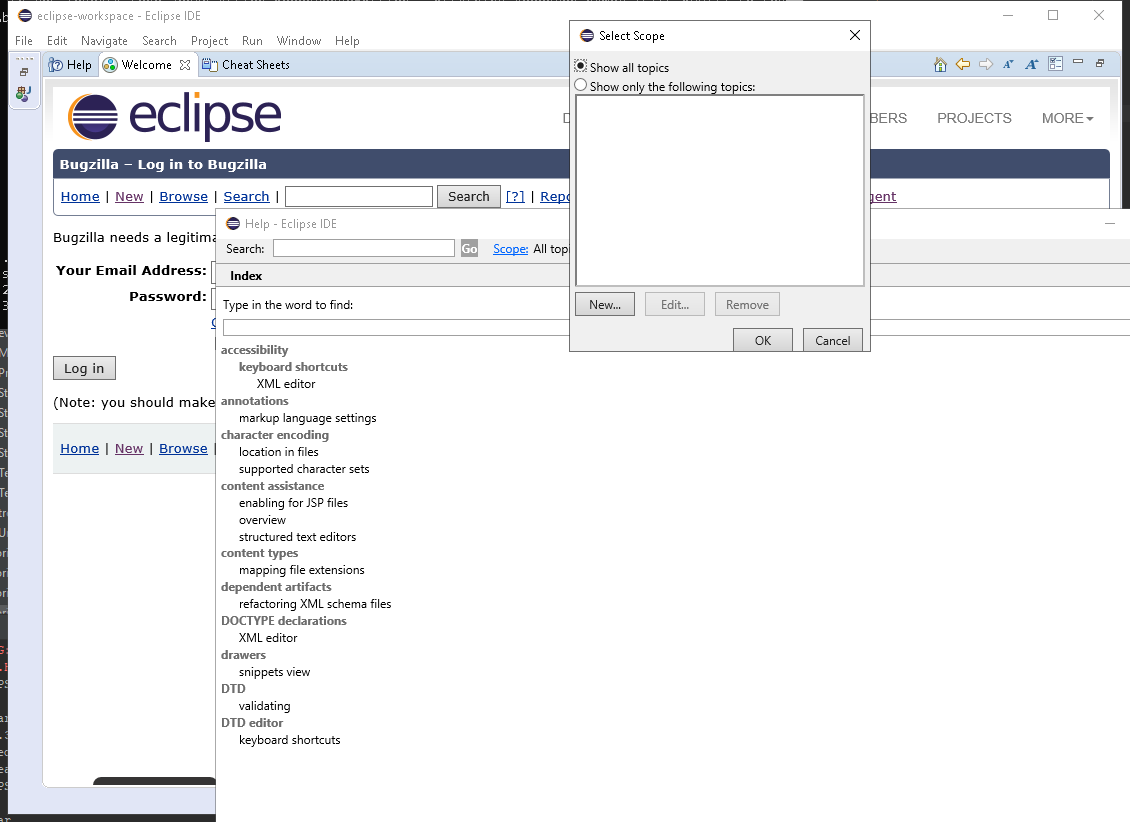 eclipse-workspace - Eclipse IDE
File Edit Navigate Search Project Run Window Help
Help Welcome Cheat Sheets
eclipse
BERS PROJECTS MORE
Bugzilla – Log in to Bugzilla
Home | New | Browse | Search | Search [?] | Repo
gent
Bugzilla needs a legitima
Your Email Address:
Password:
Log in
(Note: you should make
Home | New | Browse |
Select Scope
Show all topics
Show only the following topics:
New... Edit... Remove
OK Cancel
Help - Eclipse IDE
Search: Go Scope: All topi
Index
Type in the word to find:
accessibility
keyboard shortcuts
XML editor
annotations
markup language settings
character encoding
location in files
supported character sets
content assistance
enabling for JSP files
overview
structured text editors
content types
mapping file extensions
dependent artifacts
refactoring XML schema files
DOCTYPE declarations
XML editor
drawers
snippets view
DTD
validating
DTD editor
keyboard shortcuts